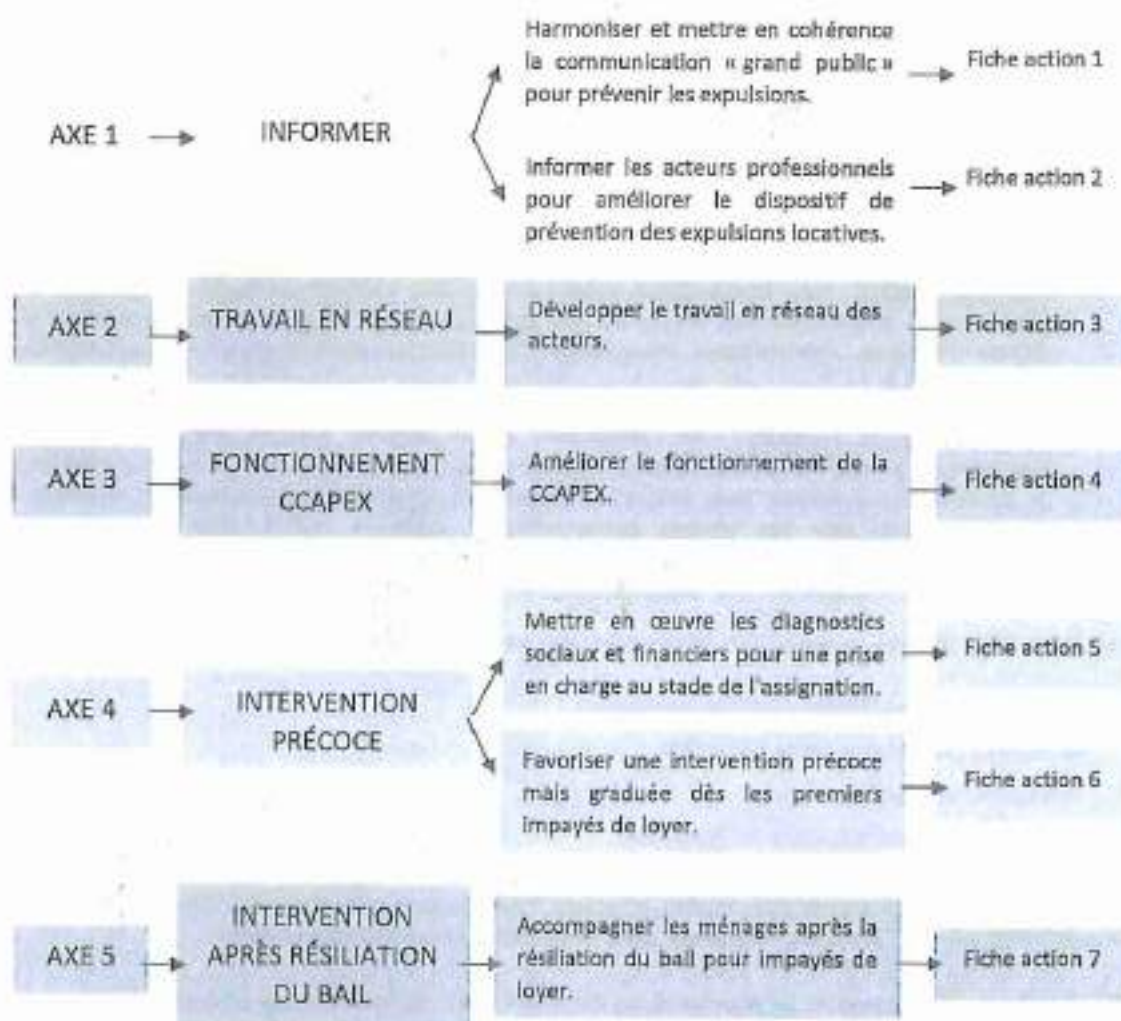 Harmoniser et mettre en cohérence
la communication « grand public »
pour prévenir les expulsions.
Fiche action 1
AXE 1
INFORMER
Informer les acteurs professionnels
pour améliorer le dispositif de
prévention des expulsions locatives.
Fiche action 2
AXE 2
TRAVAIL EN RÉSEAU
Développer le travail en réseau des
acteurs.
Fiche action 3
AXE 3
FONCTIONNEMENT
CCAPEX
Améliorer le fonctionnement de la
CCAPEX.
Fiche action 4
AXE 4
INTERVENTION
PRÉCOCE
Mettre en œuvre les diagnostics
sociaux et financiers pour une prise
en charge au stade de l'assignation.
Fiche action 5
Favoriser une intervention précoce
mais graduée dès les premiers
impayés de loyer.
Fiche action 6
AXE 5
INTERVENTION
APRÈS RÉSILIATION
DU BAIL
Accompagner les ménages après la
résiliation du bail pour impayés de
loyer.
Fiche action 7